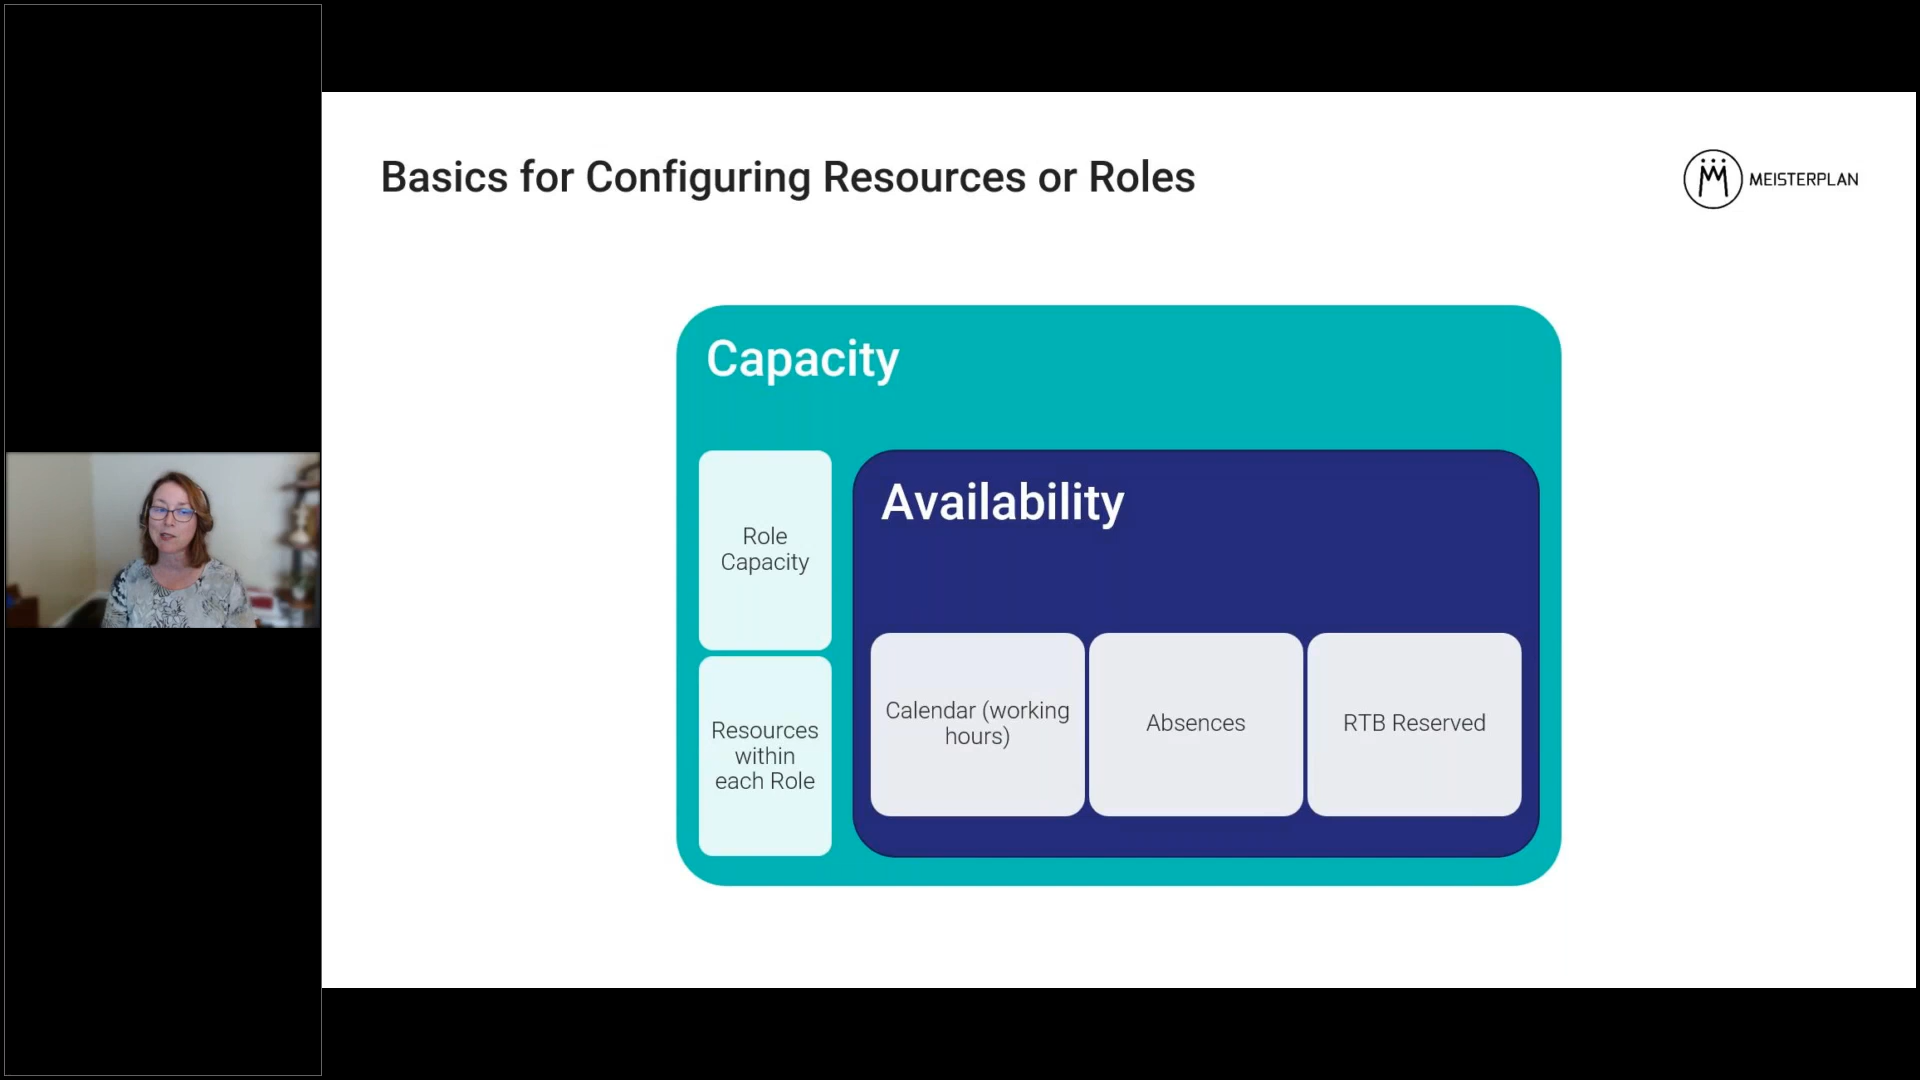 Basics for Configuring Resources or Roles
MEISTERPLAN
Capacity
Role
Capacity
Resources
within
each Role
Availability
Calendar (working
hours)
Absences
RTB Reserved